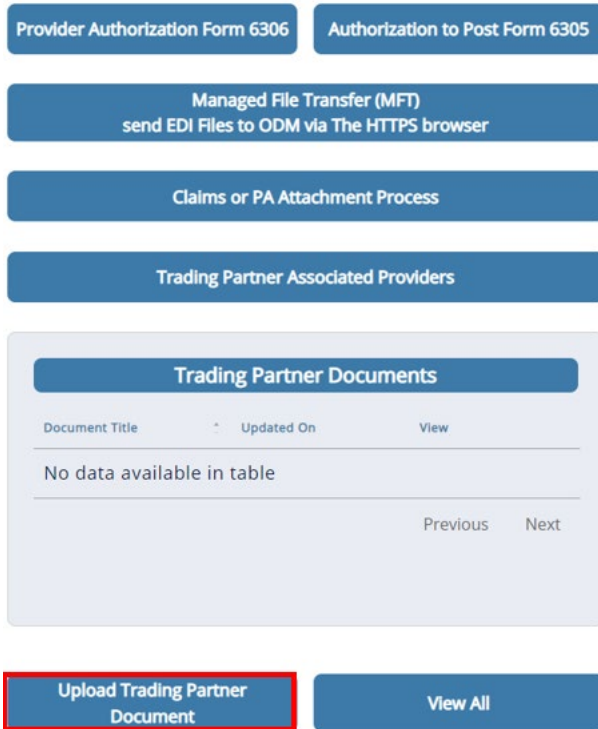 Provider Authorization Form 6306
Authorization to Post Form 6305
Managed File Transfer (MFT)
send EDI Files to ODM via The HTTPS browser
Claims or PA Attachment Process
Trading Partner Associated Providers
Trading Partner Documents
Document Title Updated On View
No data available in table
Previous Next
Upload Trading Partner
Document
View All